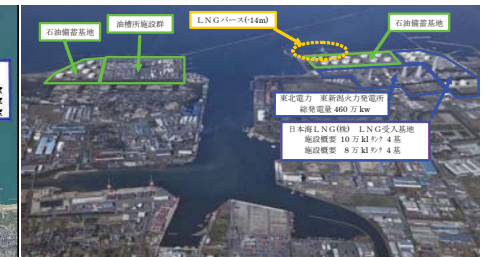 石油備蓄基地
油槽所施設群
LNGバース(-14m)
石油備蓄基地
東北電力 東新潟火力発電所
総発電量 460万kw
日本海LNG(株) LNG受入基地
施設概要 10万klタンク 4基
施設概要 8万klタンク 4基